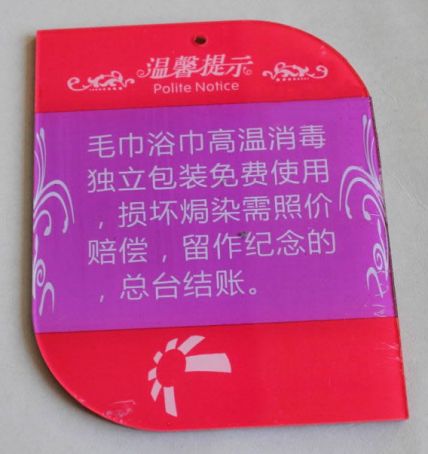 温馨提示
Polite Notice
毛巾浴巾高温消毒
独立包装免费使用
，损坏焗染需照价
赔偿，留作纪念的
，总台结账。